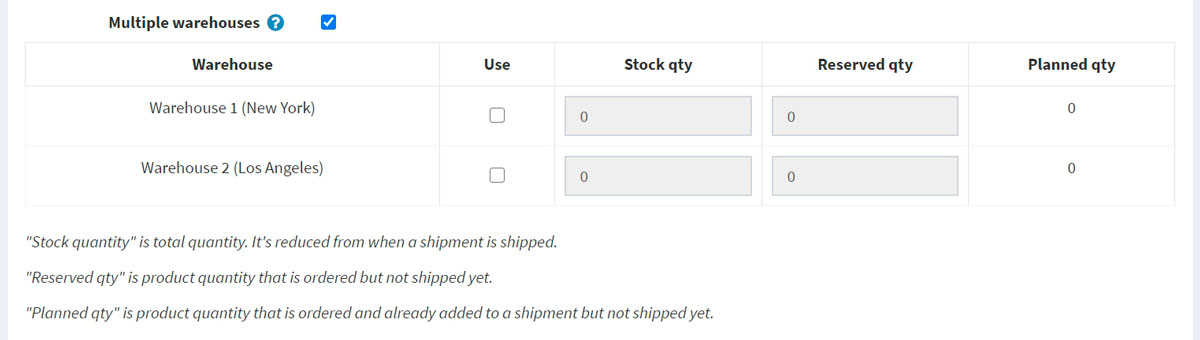 Multiple warehouses ?
Warehouse Use Stock qty Reserved qty Planned qty
Warehouse 1 (New York) 0 0 0
Warehouse 2 (Los Angeles) 0 0 0
"Stock quantity" is total quantity. It's reduced from when a shipment is shipped.
"Reserved qty" is product quantity that is ordered but not shipped yet.
"Planned qty" is product quantity that is ordered and already added to a shipment but not shipped yet.